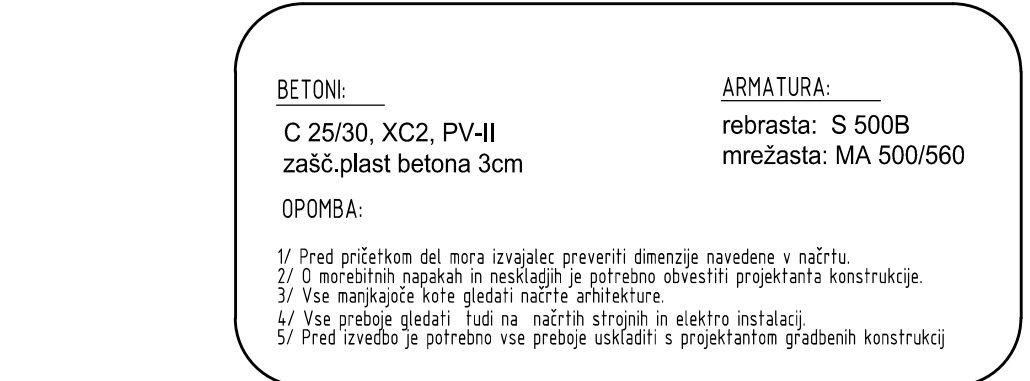 BETONI:
C 25/30, XC2, PV-II
zašč.plast betona 3cm
ARMATURA:
rebrasta: S 500B
mrežasta: MA 500/560
OPOMBA:
1/ Pred pričetkom del mora izvajalec preveriti dimenzije navedene v načrtu.
2/ O morebitnih napakah in neskladjih je potrebno obvestiti projektanta konstrukcije.
3/ Vse manjkajoče kote gledati načrte arhitekture.
4/ Vse preboje gledati tudi na načrtih strojnih in elektro instalacij.
5/ Pred izvedbo je potrebno vse preboje uskladiti s projektantom gradbenih konstrukcij